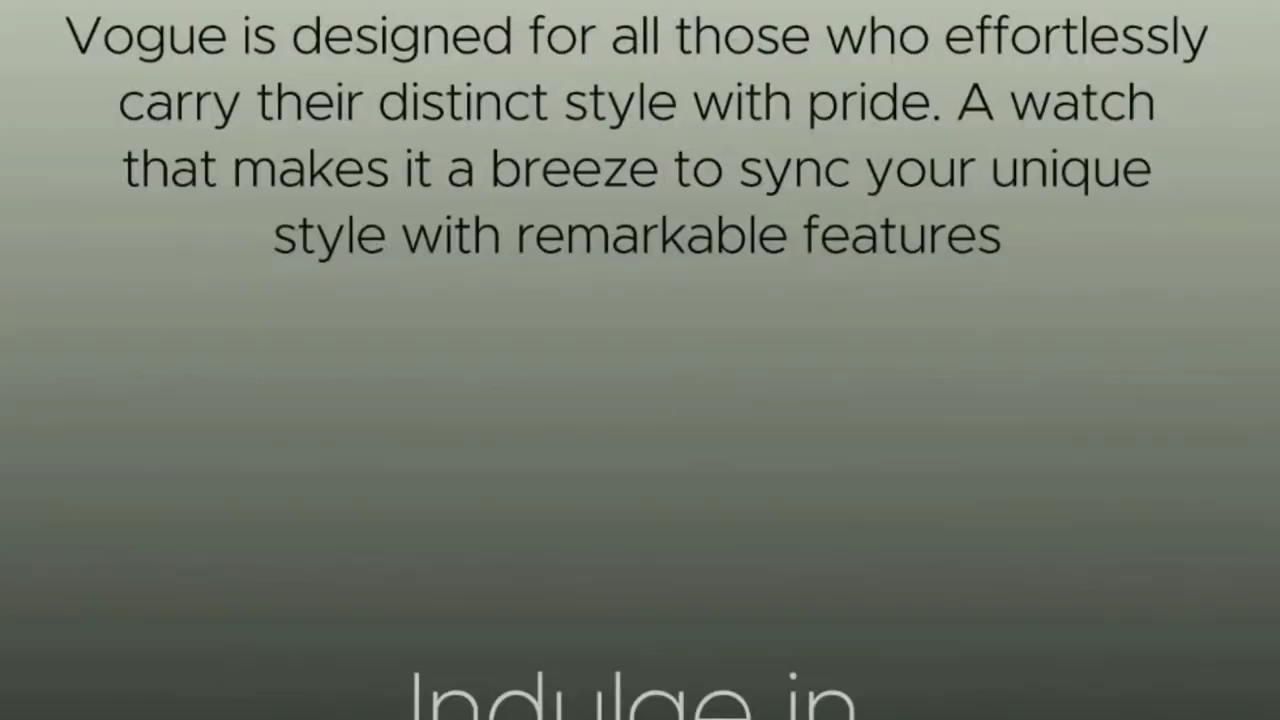 Vogue is designed for all those who effortlessly
carry their distinct style with pride. A watch
that makes it a breeze to sync your unique
style with remarkable features
Indulge in